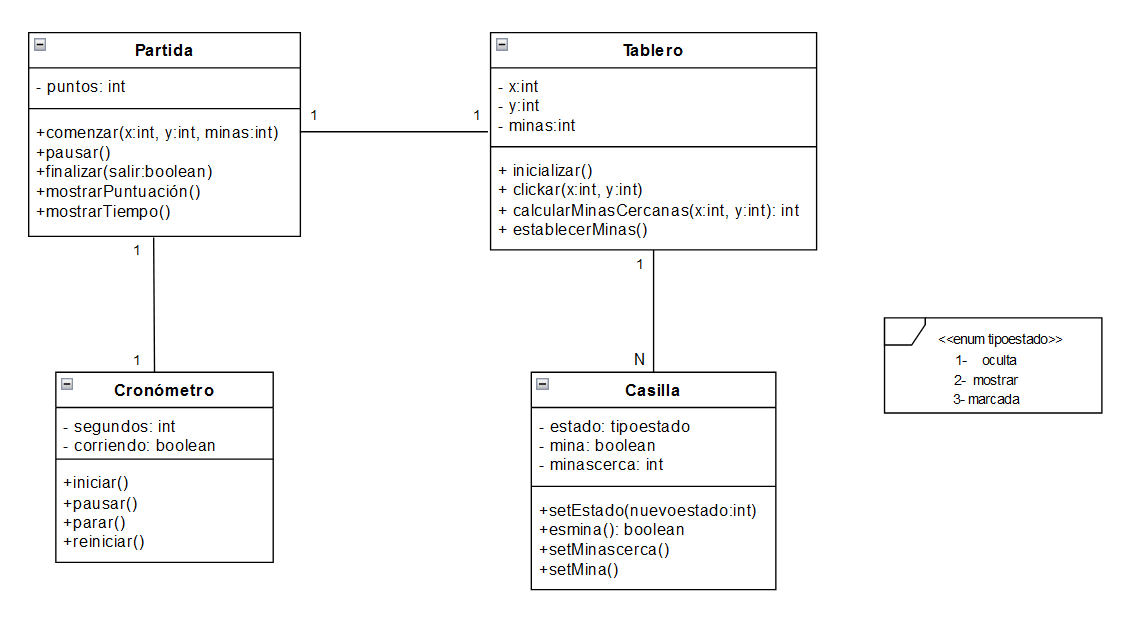 Partida
- puntos: int
+comenzar(x:int, y:int, minas:int)
+pausar()
+finalizar(salir:boolean)
+mostrarPuntuación()
+mostrarTiempo()
1
1
Tablero
- x:int
- y:int
- minas:int
+ inicializar()
+ clickar(x:int, y:int)
+ calcularMinasCercanas(x:int, y:int): int
+ establecerMinas()
1
1
Cronómetro
- segundos: int
- corriendo: boolean
+iniciar()
+pausar()
+parar()
+reiniciar()
1
N
Casilla
- estado: tipoestado
- mina: boolean
- minascerca: int
+setEstado(nuevoestado:int)
+esmina(): boolean
+setMinascerca()
+setMina()
<<enum tipoestado>>
1- oculta
2- mostrar
3- marcada